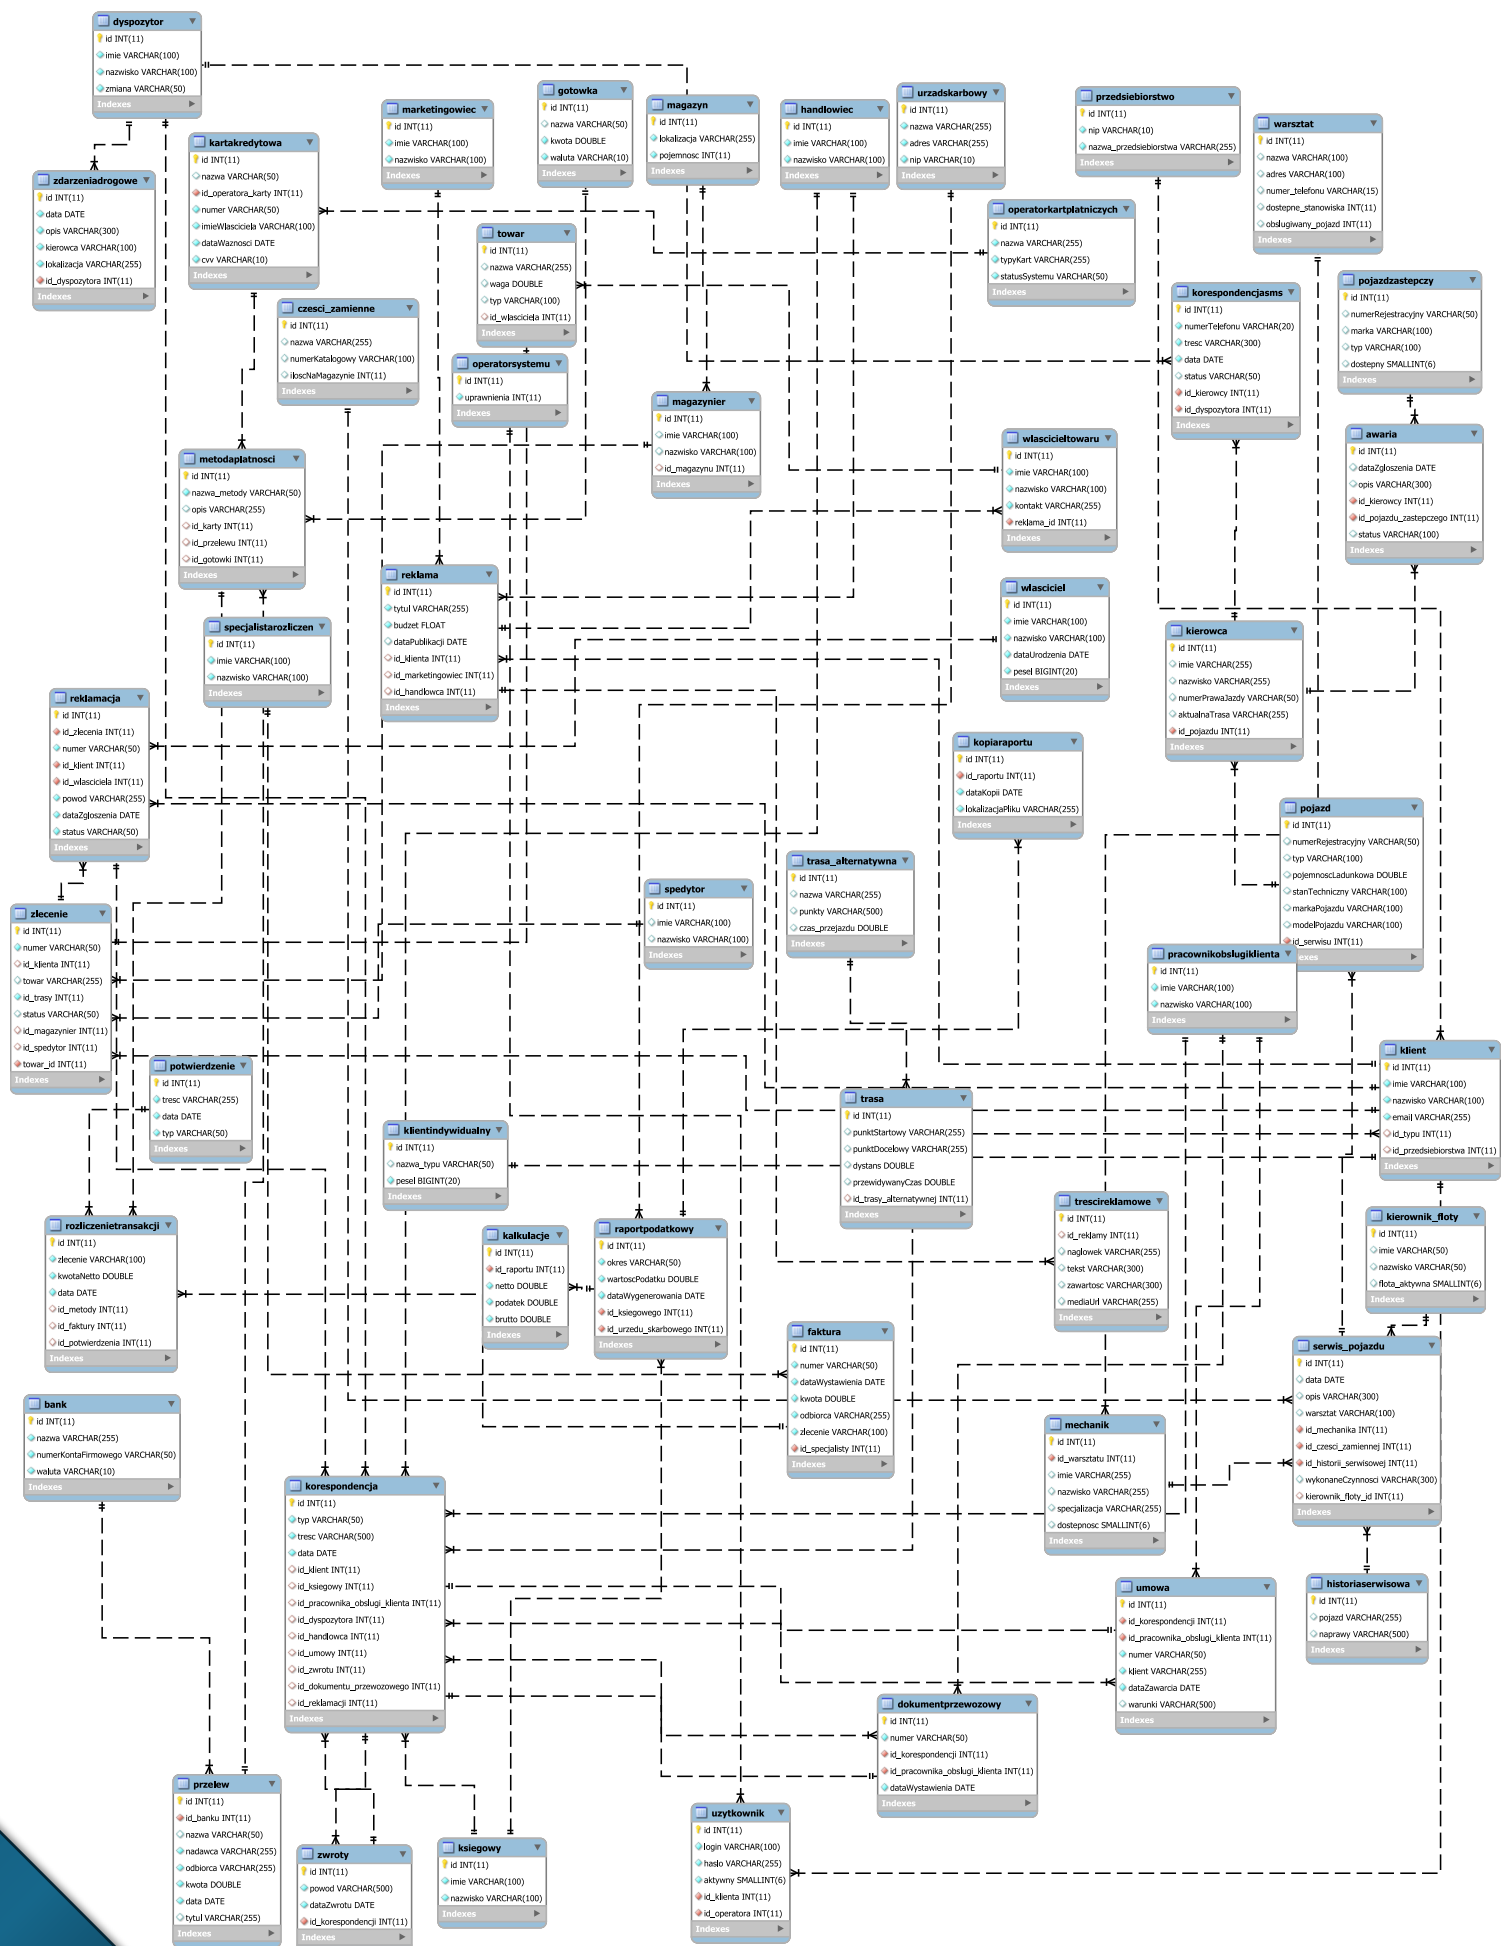 dyspozytor
id INT(11)
imie VARCHAR(100)
nazwisko VARCHAR(100)
zmiana VARCHAR(50)
Indexes
zdarzeniadrogowe
id INT(11)
data DATE
opis VARCHAR(300)
kierowca VARCHAR(100)
lokalizacja VARCHAR(255)
id_dyspozytora INT(11)
Indexes
kartakredytowa
id INT(11)
nazwa VARCHAR(50)
id_operatora_karty INT(11)
numer VARCHAR(50)
imieWlasciciela VARCHAR(100)
dataWaznosci DATE
cvv VARCHAR(10)
Indexes
marketingowiec
id INT(11)
imie VARCHAR(100)
nazwisko VARCHAR(100)
Indexes
gotowka
id INT(11)
nazwa VARCHAR(50)
kwota DOUBLE
waluta VARCHAR(10)
Indexes
magazyn
id INT(11)
lokalizacja VARCHAR(255)
pojemnosc INT(11)
Indexes
handlowiec
id INT(11)
imie VARCHAR(100)
nazwisko VARCHAR(100)
Indexes
urzadskarbowy
id INT(11)
nazwa VARCHAR(255)
adres VARCHAR(255)
nip VARCHAR(10)
Indexes
przedsiebiorstwo
id INT(11)
nip VARCHAR(10)
nazwa_przedsiebiorstwa VARCHAR(255)
Indexes
warsztat
id INT(11)
nazwa VARCHAR(100)
adres VARCHAR(100)
numer_telefonu VARCHAR(15)
dostepne_stanowiska INT(11)
obslugiwany_pojazd INT(11)
Indexes
operatorkartplatniczych
id INT(11)
nazwa VARCHAR(255)
typyKart VARCHAR(255)
statusSystemu VARCHAR(50)
Indexes
towar
id INT(11)
nazwa VARCHAR(255)
waga DOUBLE
typ VARCHAR(100)
id_wlasciciela INT(11)
Indexes
czesci_zamienne
id INT(11)
nazwa VARCHAR(255)
numerKatalogowy VARCHAR(100)
iloscNaMagazynie INT(11)
Indexes
korespondencjasms
id INT(11)
numerTelefonu VARCHAR(20)
tresc VARCHAR(300)
data DATE
status VARCHAR(50)
id_kierowcy INT(11)
id_dyspozytora INT(11)
Indexes
pojazdzastepczy
id INT(11)
numerRejestracyjny VARCHAR(50)
marka VARCHAR(100)
typ VARCHAR(100)
dostepny SMALLINT(6)
Indexes
operatorsystemu
id INT(11)
uprawnienia INT(11)
Indexes
magazynier
id INT(11)
imie VARCHAR(100)
nazwisko VARCHAR(100)
id_magazynu INT(11)
Indexes
metodaplatnosci
id INT(11)
nazwa_metody VARCHAR(50)
opis VARCHAR(255)
id_karty INT(11)
id_przelewu INT(11)
id_gotowki INT(11)
Indexes
wlascicieltowaru
id INT(11)
imie VARCHAR(100)
nazwisko VARCHAR(100)
kontakt VARCHAR(255)
reklama_id INT(11)
Indexes
awaria
id INT(11)
dataZgloszenia DATE
opis VARCHAR(300)
id_kierowcy INT(11)
id_pojazdu_zastepczego INT(11)
status VARCHAR(100)
Indexes
reklama
id INT(11)
tytul VARCHAR(255)
budzet FLOAT
dataPublikacji DATE
id_klienta INT(11)
id_marketingowiec INT(11)
id_handlowca INT(11)
Indexes
wlasciciel
id INT(11)
imie VARCHAR(100)
nazwisko VARCHAR(100)
dataUrodzenia DATE
pesel BIGINT(20)
Indexes
specjalistarozliczen
id INT(11)
imie VARCHAR(100)
nazwisko VARCHAR(100)
Indexes
kierowca
id INT(11)
imie VARCHAR(255)
nazwisko VARCHAR(255)
numerPrawaJazdy VARCHAR(50)
aktualnaTrasa VARCHAR(255)
id_pojazdu INT(11)
Indexes
reklamacja
id INT(11)
id_zlecenia INT(11)
numer VARCHAR(50)
id_klient INT(11)
id_wlasciciela INT(11)
powod VARCHAR(255)
dataZgloszenia DATE
status VARCHAR(50)
Indexes
kopiaraportu
id INT(11)
id_raportu INT(11)
dataKopii DATE
lokalizacjaPliku VARCHAR(255)
Indexes
pojazd
id INT(11)
numerRejestracyjny VARCHAR(50)
typ VARCHAR(100)
pojemnoscLadunkowa DOUBLE
stanTechniczny VARCHAR(100)
markaPojazdu VARCHAR(100)
modelPojazdu VARCHAR(100)
id_serwisu INT(11)
exes
trasa_alternatywna
id INT(11)
nazwa VARCHAR(255)
punkty VARCHAR(500)
czas_przejazdu DOUBLE
Indexes
spedytor
id INT(11)
imie VARCHAR(100)
nazwisko VARCHAR(100)
Indexes
zlecenie
id INT(11)
numer VARCHAR(50)
id_klienta INT(11)
towar VARCHAR(255)
id_trasy INT(11)
status VARCHAR(50)
id_magazynier INT(11)
id_spedytor INT(11)
towar_id INT(11)
Indexes
pracownikobslugiklienta
id INT(11)
imie VARCHAR(100)
nazwisko VARCHAR(100)
Indexes
potwierdzenie
id INT(11)
tresc VARCHAR(255)
data DATE
typ VARCHAR(50)
Indexes
klient
id INT(11)
imie VARCHAR(100)
nazwisko VARCHAR(100)
email VARCHAR(255)
id_typu INT(11)
id_przedsiebiorstwa INT(11)
Indexes
trasa
id INT(11)
punktStartowy VARCHAR(255)
punktDocelowy VARCHAR(255)
dystans DOUBLE
przewidywanyCzas DOUBLE
id_trasy_alternatywnej INT(11)
Indexes
klientindywidualny
id INT(11)
nazwa_typu VARCHAR(50)
pesel BIGINT(20)
Indexes
trescireklamowe
id INT(11)
id_reklamy INT(11)
naglowek VARCHAR(255)
tekst VARCHAR(300)
zawartosc VARCHAR(300)
mediaUrl VARCHAR(255)
Indexes
kierownik_floty
id INT(11)
imie VARCHAR(50)
nazwisko VARCHAR(50)
flota_aktywna SMALLINT(6)
Indexes
rozliczenietransakcji
id INT(11)
zlecenie VARCHAR(100)
kwotaNetto DOUBLE
data DATE
id_metody INT(11)
id_faktury INT(11)
id_potwierdzenia INT(11)
Indexes
kalkulacje
id INT(11)
id_raportu INT(11)
netto DOUBLE
podatek DOUBLE
brutto DOUBLE
Indexes
raportpodatkowy
id INT(11)
okres VARCHAR(50)
wartoscPodatku DOUBLE
dataWygenerowania DATE
id_ksiegowego INT(11)
id_urzedu_skarbowego INT(11)
Indexes
faktura
id INT(11)
numer VARCHAR(50)
dataWystawienia DATE
kwota DOUBLE
odbiorca VARCHAR(255)
zlecenie VARCHAR(100)
id_specjalisty INT(11)
Indexes
serwis_pojazdu
id INT(11)
data DATE
opis VARCHAR(300)
warsztat VARCHAR(100)
id_mechanika INT(11)
id_czesci_zamiennej INT(11)
id_historii_serwisowej INT(11)
wykonaneCzynnosci VARCHAR(300)
kierownik_floty_id INT(11)
Indexes
bank
id INT(11)
nazwa VARCHAR(255)
numerKontaFirmowego VARCHAR(50)
waluta VARCHAR(10)
Indexes
mechanik
id INT(11)
id_warsztatu INT(11)
imie VARCHAR(255)
nazwisko VARCHAR(255)
specjalizacja VARCHAR(255)
dostepnosc SMALLINT(6)
Indexes
korespondencja
id INT(11)
typ VARCHAR(50)
tresc VARCHAR(500)
data DATE
id_klient INT(11)
id_ksiegowy INT(11)
id_pracownika_obslugi_klienta INT(11)
id_dyspozytora INT(11)
id_handlowca INT(11)
id_umowy INT(11)
id_zwrotu INT(11)
id_dokumentu_przewozowego INT(11)
id_reklamacji INT(11)
Indexes
umowa
id INT(11)
id_korespondencji INT(11)
id_pracownika_obslugi_klienta INT(11)
numer VARCHAR(50)
klient VARCHAR(255)
dataZawarcia DATE
warunki VARCHAR(500)
Indexes
historiaserwisowa
id INT(11)
pojazd VARCHAR(255)
naprawy VARCHAR(500)
Indexes
dokumentprzewozowy
id INT(11)
numer VARCHAR(50)
id_korespondencji INT(11)
id_pracownika_obslugi_klienta INT(11)
dataWystawienia DATE
Indexes
przelew
id INT(11)
id_banku INT(11)
nazwa VARCHAR(50)
nadawca VARCHAR(255)
odbiorca VARCHAR(255)
kwota DOUBLE
data DATE
tytul VARCHAR(255)
Indexes
zwroty
id INT(11)
powod VARCHAR(500)
dataZwrotu DATE
id_korespondencji INT(11)
Indexes
ksiegowy
id INT(11)
imie VARCHAR(100)
nazwisko VARCHAR(100)
Indexes
uzytkownik
id INT(11)
login VARCHAR(100)
haslo VARCHAR(255)
aktywny SMALLINT(6)
id_klienta INT(11)
id_operatora INT(11)
Indexes